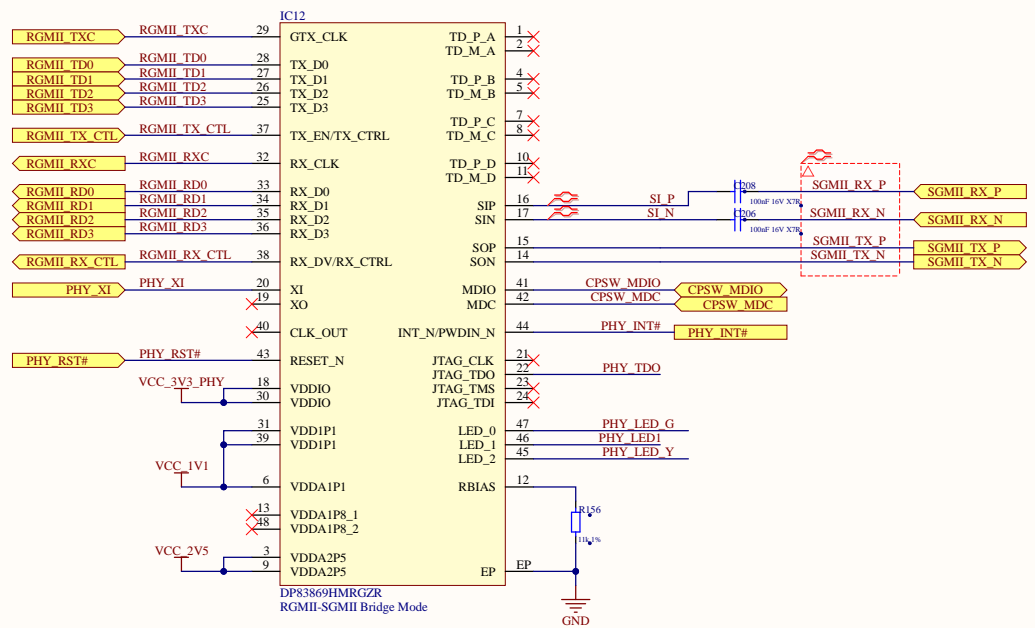 IC12
RGMII_TXC RGMII_TXC 29 GTX_CLK TD_P_A 1
TD_M_A 2
RGMII_TD0 RGMII_TD0 28 TX_D0
RGMII_TD1 RGMII_TD1 27 TX_D1 TD_P_B 4
RGMII_TD2 RGMII_TD2 26 TX_D2 TD_M_B 5
RGMII_TD3 RGMII_TD3 25 TX_D3
TD_P_C 7
RGMII_TX_CTL RGMII_TX_CTL 37 TX_EN/TX_CTRL TD_M_C 8
RGMII_RXC RGMII_RXC 32 RX_CLK TD_P_D 10
TD_M_D 11
RGMII_RD0 RGMII_RD0 33 RX_D0 C208 SGMII_RX_P SGMII_RX_P
100nF 16V X7R
RGMII_RD1 RGMII_RD1 34 RX_D1 SIP 16 SI_P
RGMII_RD2 RGMII_RD2 35 RX_D2 SIN 17 SI_N C206 SGMII_RX_N SGMII_RX_N
100nF 16V X7R
RGMII_RD3 RGMII_RD3 36 RX_D3
SOP 15 SGMII_TX_P SGMII_TX_P
RGMII_RX_CTL RGMII_RX_CTL 38 RX_DV/RX_CTRL SON 14 SGMII_TX_N SGMII_TX_N
PHY_XI PHY_XI 20 XI MDIO 41 CPSW_MDIO CPSW_MDIO
19 XO MDC 42 CPSW_MDC CPSW_MDC
40 CLK_OUT INT_N/PWDIN_N 44 PHY_INT# PHY_INT#
PHY_RST# PHY_RST# 43 RESET_N JTAG_CLK 21
JTAG_TDO 22 PHY_TDO
VCC_3V3_PHY 18 VDDIO JTAG_TMS 23
30 VDDIO JTAG_TDI 24
31 VDD1P1 LED_0 47 PHY_LED_G
39 VDD1P1 LED_1 46 PHY_LED1
LED_2 45 PHY_LED_Y
VCC_1V1
6 VDDA1P1 RBIAS 12
R156
13 VDDA1P8_1
48 VDDA1P8_2
11k 1%
VCC_2V5 3 VDDA2P5
9 VDDA2P5 EP EP
DP83869HMRGZR
RGMII-SGMII Bridge Mode
GND